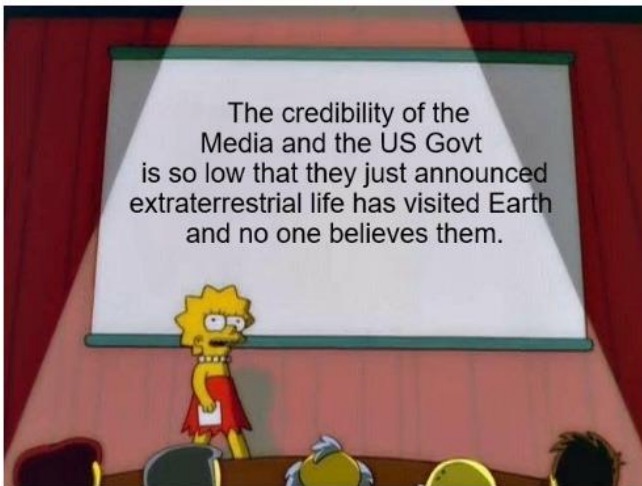 The credibility of the
Media and the US Govt
is so low that they just announced
extraterrestrial life has visited Earth
and no one believes them.